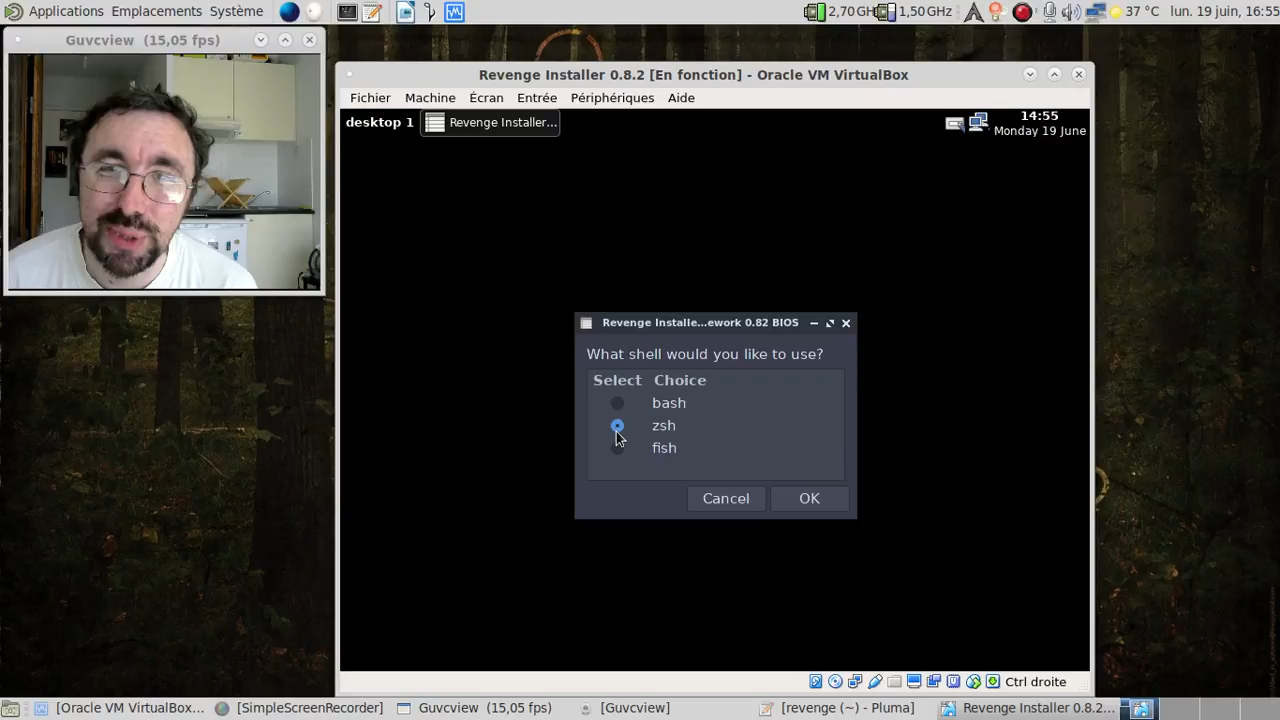 Applications Emplacements Système 2,70 GH 1,50 GHz 37 °C lun. 19 juin, 16:55
Guvcview (15,05 fps)
Revenge Installer 0.8.2 [En fonction] - Oracle VM VirtualBox
Fichier Machine Écran Entrée Périphériques Aide
desktop 1 Revenge Installer... 14:55
Monday 19 June
Revenge Installe...ework 0.82 BIOS
What shell would you like to use?
Select Choice
bash
zsh
fish
Cancel OK
Ctrl droite
[Oracle VM VirtualBox... [SimpleScreenRecorder] Guvcview (15,05 fps) [Guvcview] [revenge (~) - Pluma] Revenge Installer 0.8.2...